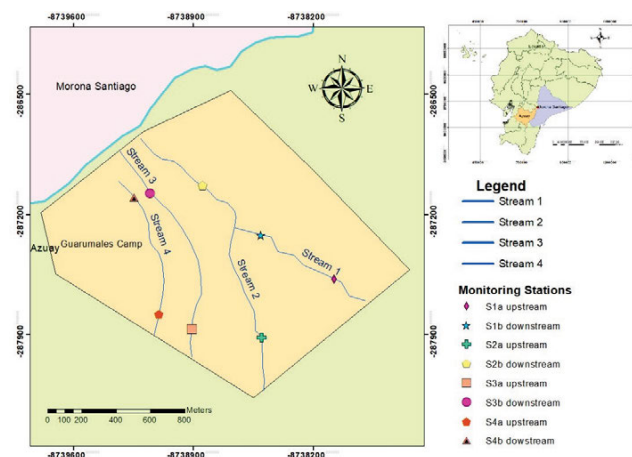 -8739600 -8738900 -8738200
Morona Santiago
N
W E
S
-286500
-286500
Stream 3
-287200
-287200
Azuay
Guarumales Camp
Stream 4
Stream 2
Stream 1
-287900
-287900
Meters
0 100 200 400 600 800
-8739600 -8738900 -8738200
Legend
Stream 1
Stream 2
Stream 3
Stream 4
Monitoring Stations
S1a upstream
S1b downstream
S2a upstream
S2b downstream
S3a upstream
S3b downstream
S4a upstream
S4b dowstream